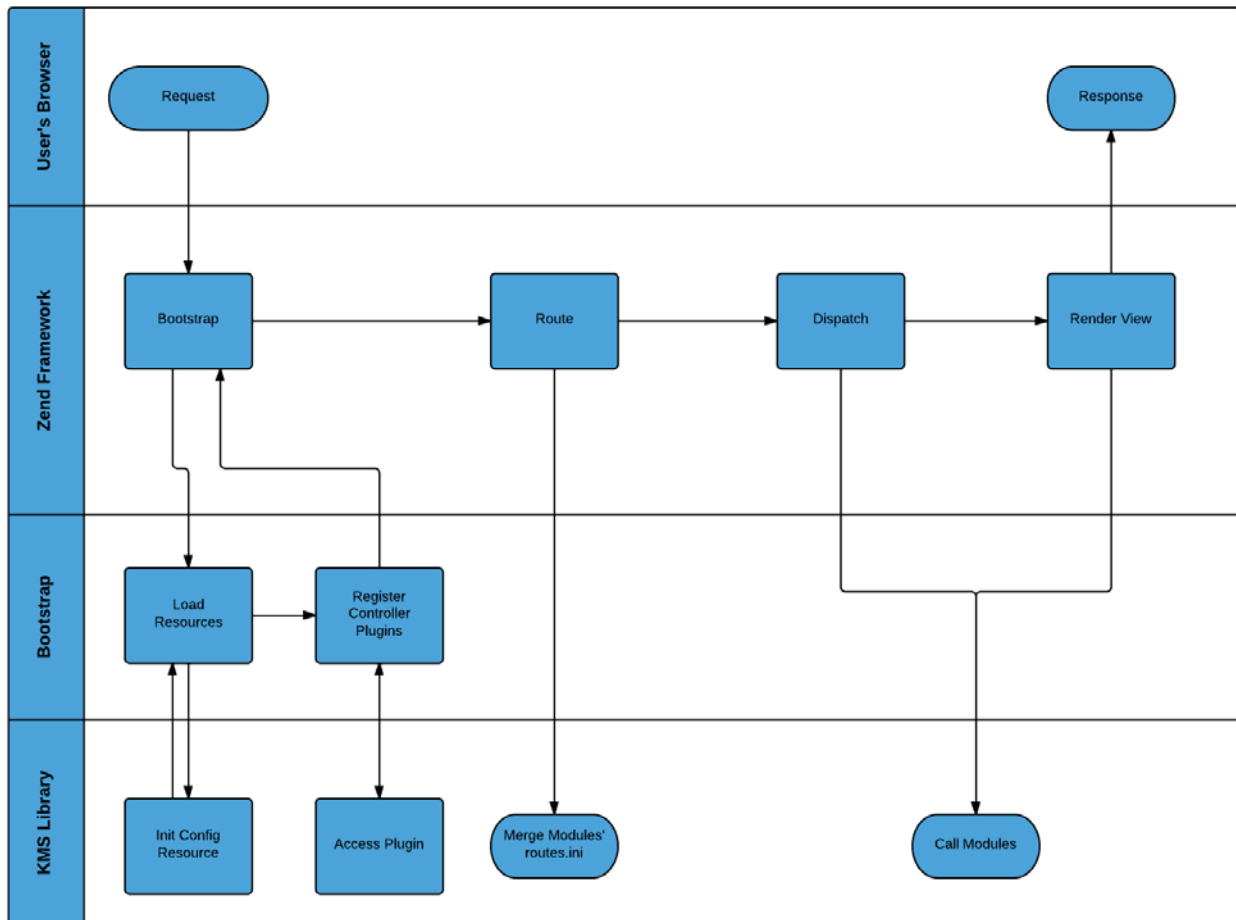 User's Browser
Request
Response
Zend Framework
Bootstrap
Route
Dispatch
Render View
Bootstrap
Load
Resources
Register
Controller
Plugins
KMS Library
Init Config
Resource
Access Plugin
Merge Modules'
routes.ini
Call Modules